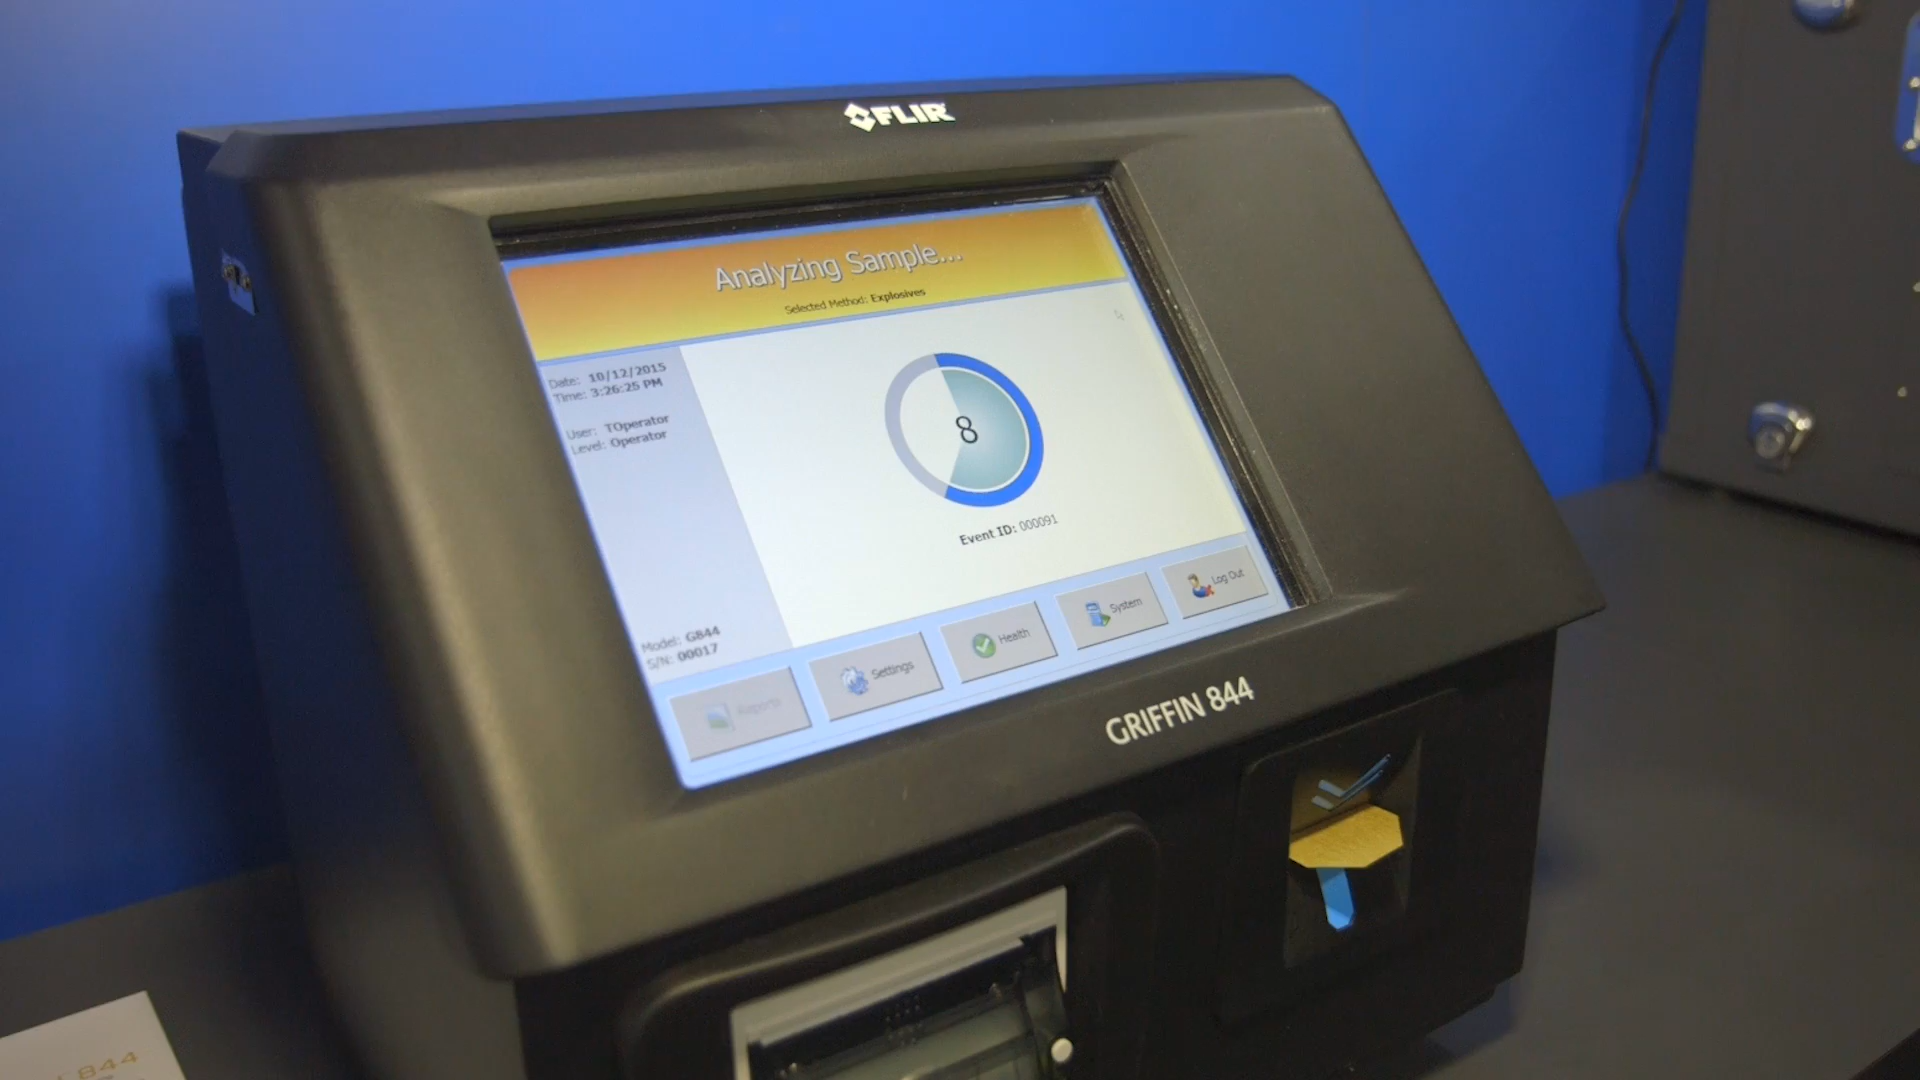 FLIR
Analyzing Sample...
Selected Method: Explosives
Date: 10/12/2015
Time: 3:26:25 PM
User: TOperator
Level: Operator
8
Event ID: 000091
Model: G844
S/N: 00017
Reports
Settings
Health
System
Log Out
GRIFFIN 844
844